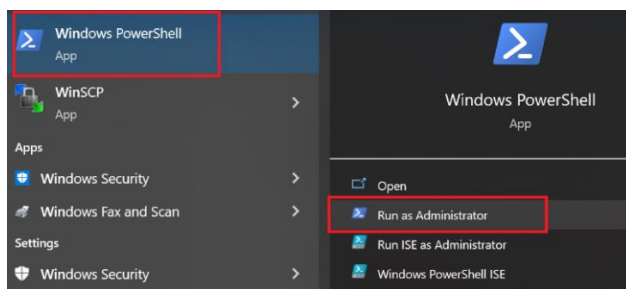 Windows PowerShell
App
WinSCP
App
Apps
Windows Security
Windows Fax and Scan
Settings
Windows Security
Windows PowerShell
App
Open
Run as Administrator
Run ISE as Administrator
Windows PowerShell ISE